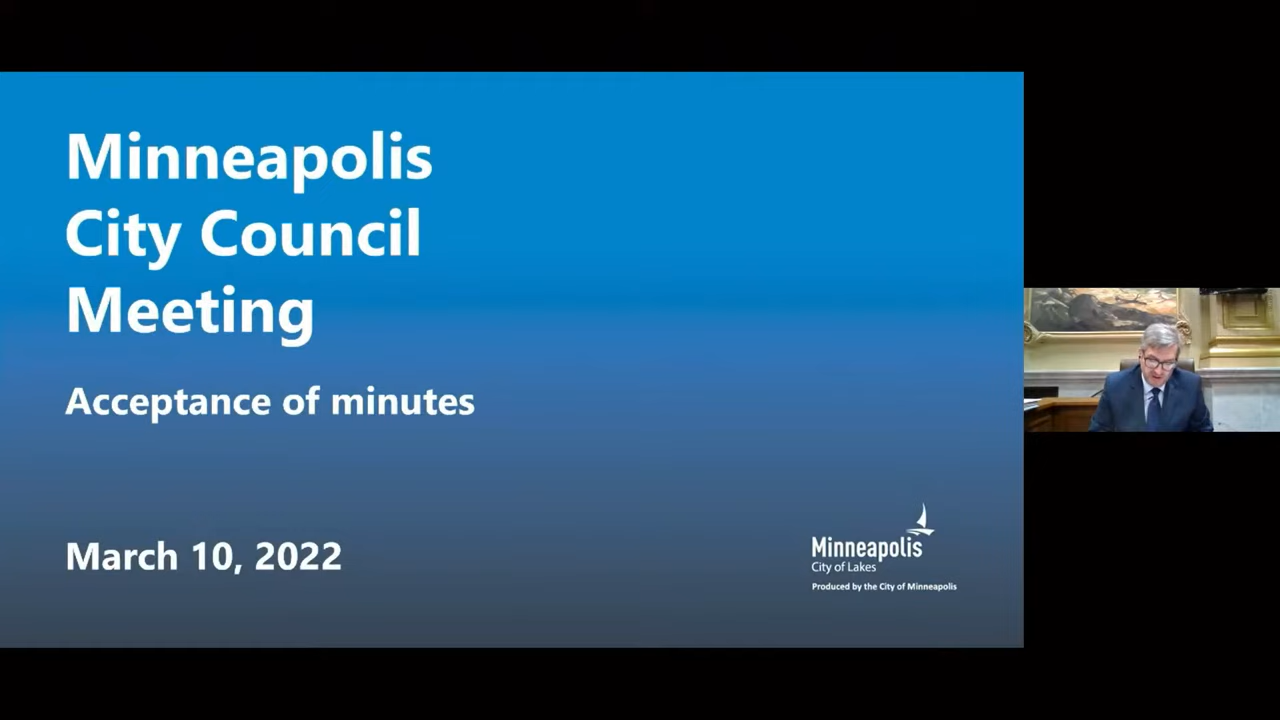 Minneapolis
City Council
Meeting
Acceptance of minutes
March 10, 2022
Minneapolis
City of Lakes
Produced by the City of Minneapolis